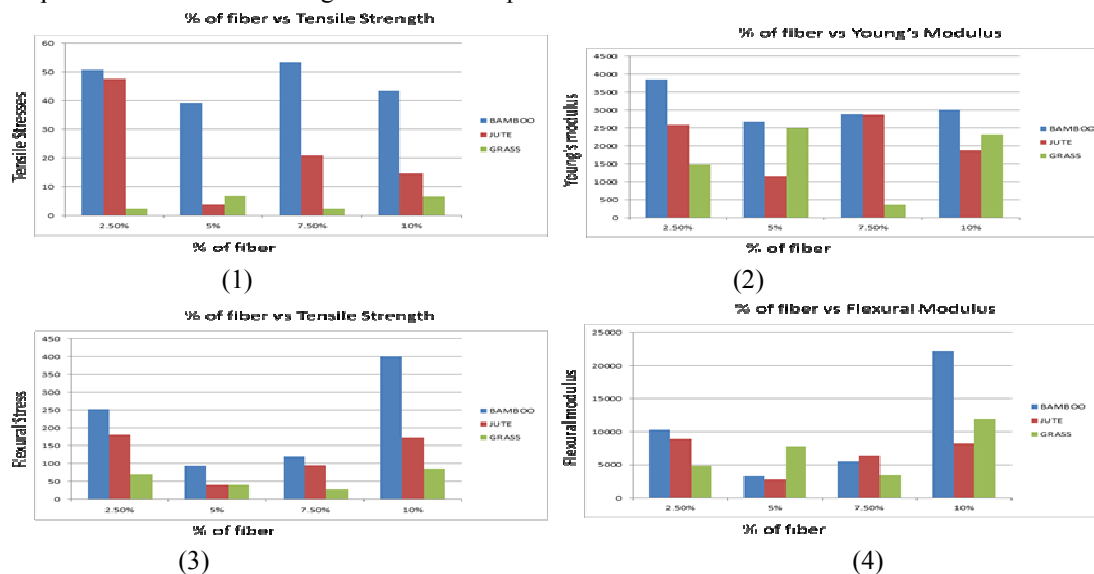 % of fiber vs Tensile Strength
60
50
40
30
20
10
0
Tensile Stresses
2.50% 5% 7.50% 10%
% of fiber
BAMBOO
JUTE
GRASS
(1)
% of fiber vs Young's Modulus
4500
4000
3500
3000
2500
2000
1500
1000
500
0
Young's modulus
2.50% 5% 7.50% 10%
% of fiber
BAMBOO
JUTE
GRASS
(2)
% of fiber vs Tensile Strength
450
400
350
300
250
200
150
100
50
0
Flexural Stress
2.50% 5% 7.50% 10%
% of fiber
BAMBOO
JUTE
GRASS
(3)
% of fiber vs Flexural Modulus
25000
20000
15000
10000
5000
0
Flexural modulus
2.50% 5% 7.50% 10%
% of fiber
BAMBOO
JUTE
GRASS
(4)